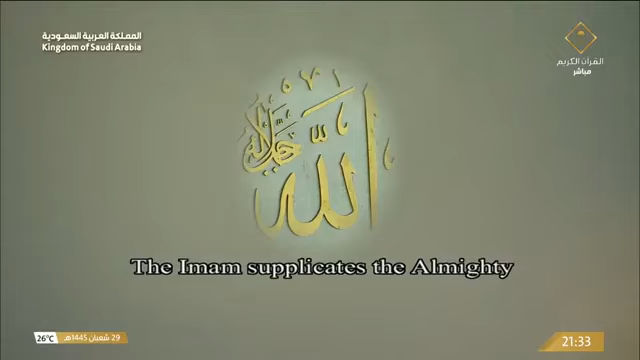 المملكة العربية السعودية
Kingdom of Saudi Arabia
القرآن الكريم
مباشر
الله
جل جلاله
The Imam supplicates the Almighty
26°C
29 شعبان 1445هـ
21:33